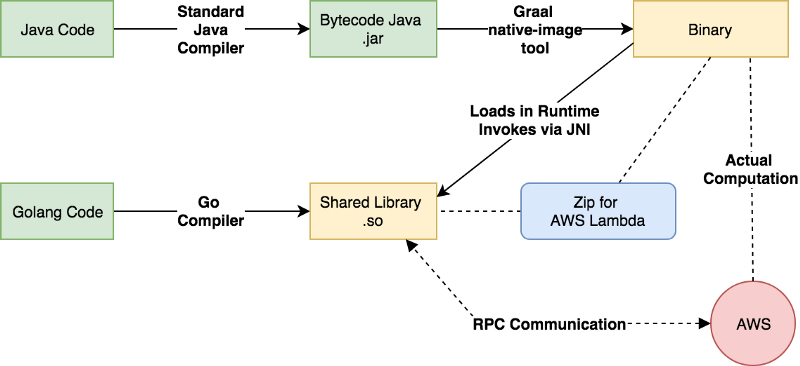 Java Code
Standard
Java
Compiler
Bytecode Java
.jar
Graal
native-image
tool
Binary
Loads in Runtime
Invokes via JNI
Actual
Computation
Golang Code
Go
Compiler
Shared Library
.so
Zip for
AWS Lambda
RPC Communication
AWS